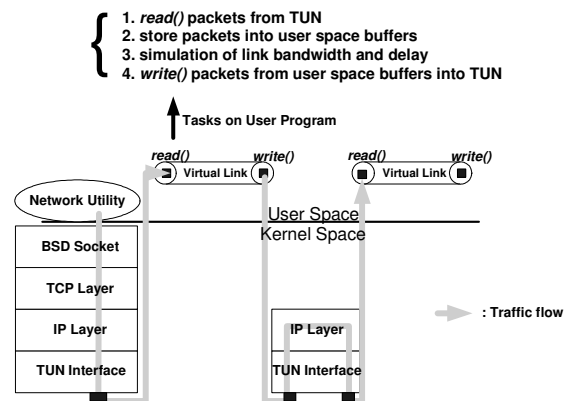 1. read() packets from TUN
2. store packets into user space buffers
3. simulation of link bandwidth and delay
4. write() packets from user space buffers into TUN
Tasks on User Program
read() write() read() write()
Virtual Link Virtual Link
Network Utility
User Space
Kernel Space
BSD Socket
TCP Layer
IP Layer IP Layer
: Traffic flow
TUN Interface TUN Interface